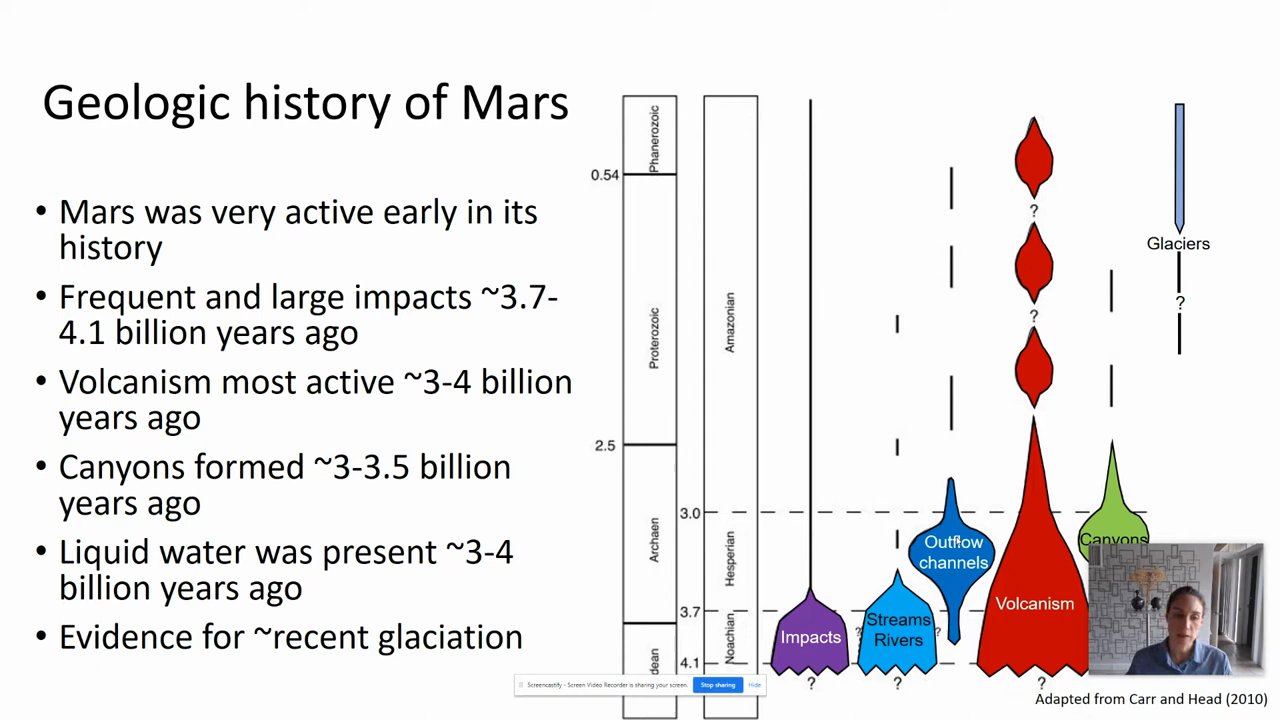 Geologic history of Mars
• Mars was very active early in its
history
• Frequent and large impacts ~3.7-
4.1 billion years ago
• Volcanism most active ~3-4 billion
years ago
• Canyons formed ~3-3.5 billion
years ago
• Liquid water was present ~3-4
billion years ago
• Evidence for ~recent glaciation
Phanerozoic
0.54
Proterozoic
2.5
Archaen
dean
Amazonian
3.0
Hesperian
3.7
Noachian
4.1
Impacts
?
Streams
Rivers
?
?
?
Outflow
channels
?
?
?
Volcanism
?
Canyons
Glaciers
?
Screencastify - Screen Video Recorder is sharing your screen.
Stop sharing
Hide
Adapted from Carr and Head (2010)